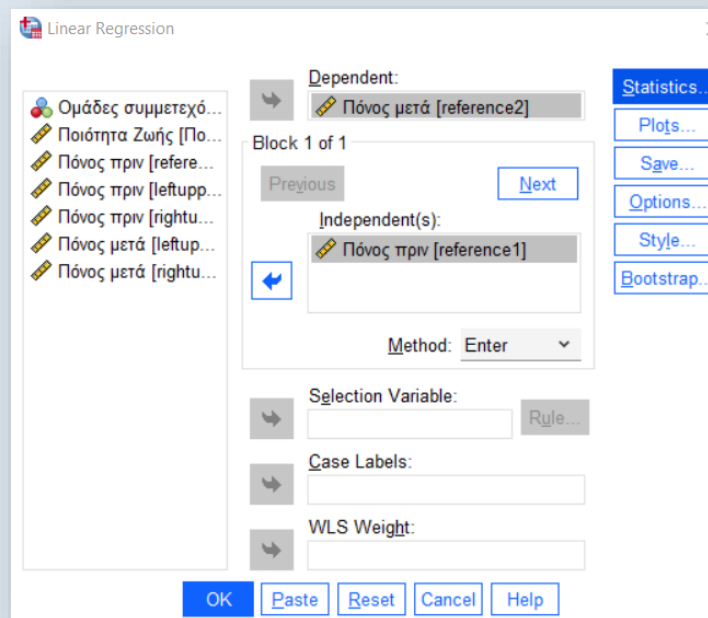 Linear Regression
Ομάδες συμμετεχό...
Ποιότητα Ζωής [Πο...
Πόνος πριν [refere...
Πόνος πριν [leftupp...
Πόνος πριν [rightu...
Πόνος μετά [leftup...
Πόνος μετά [rightu...
Dependent:
Πόνος μετά [reference2]
Block 1 of 1
Previous
Next
Independent(s):
Πόνος πριν [reference1]
Method: Enter
Selection Variable:
Rule...
Case Labels:
WLS Weight:
Statistics..
Plots...
Save...
Options...
Style...
Bootstrap..
OK
Paste
Reset
Cancel
Help